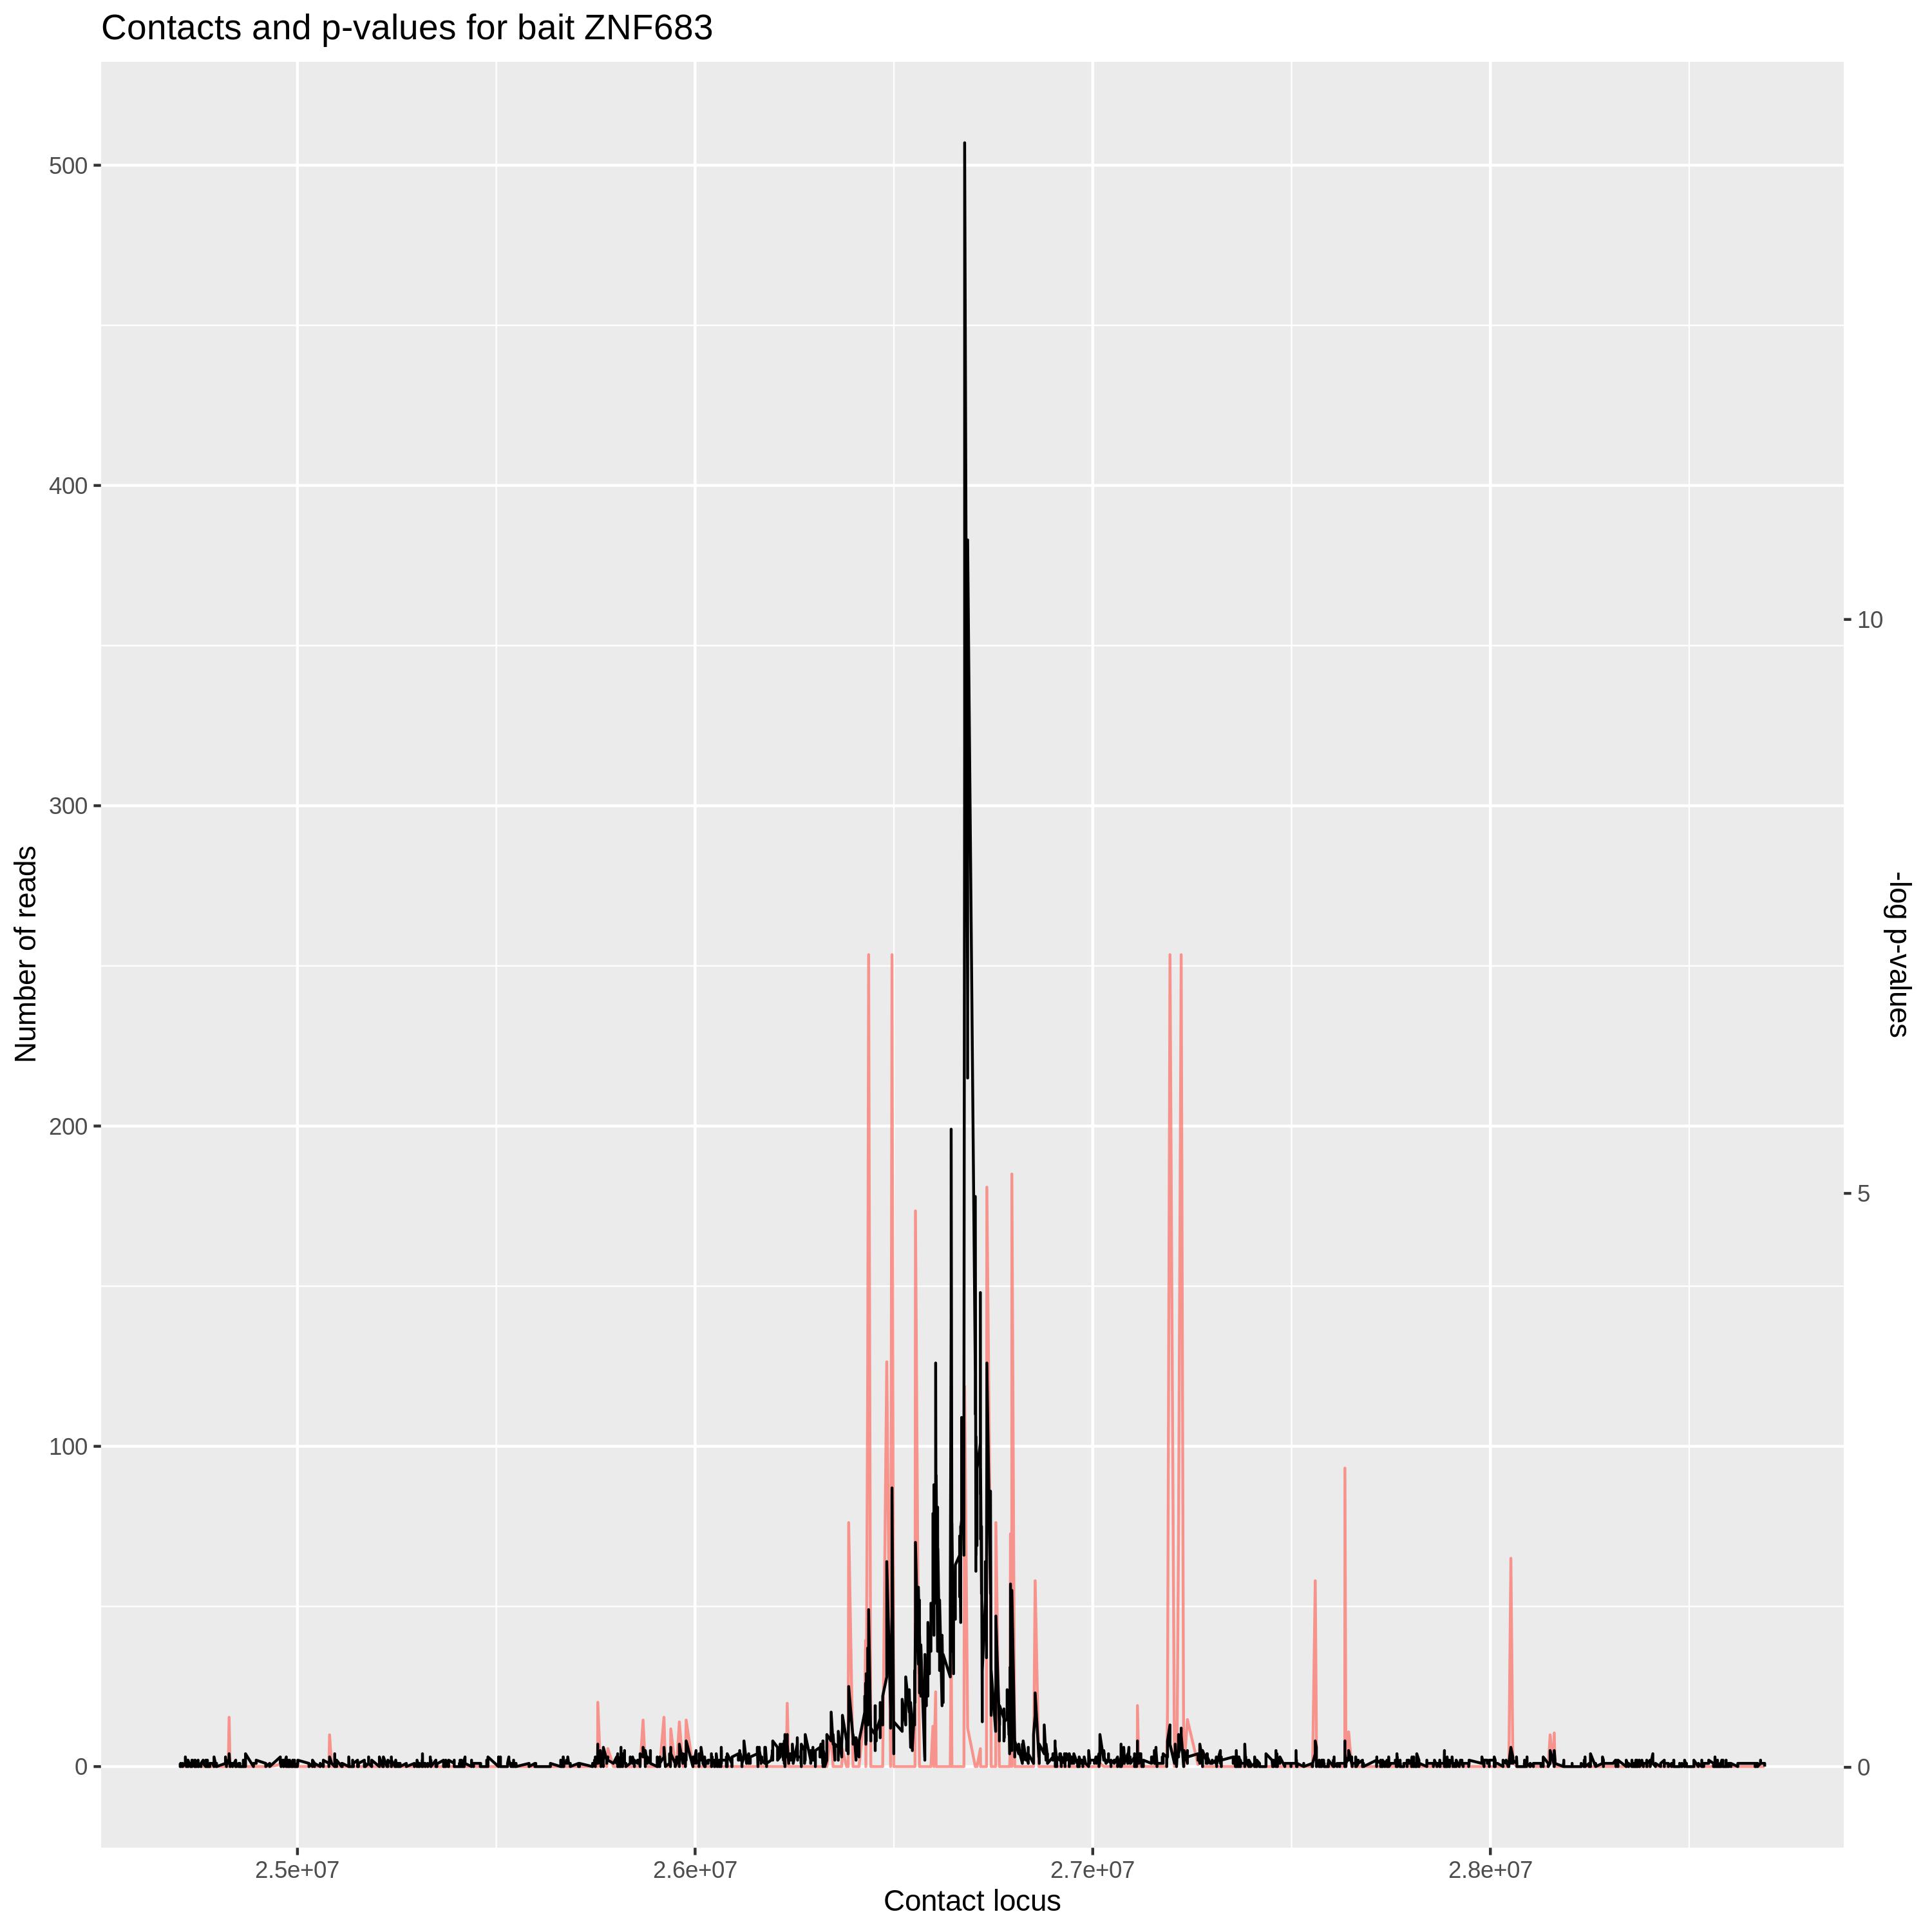 Contacts and p-values for bait ZNF683
500
400
300
200
100
0
Number of reads
10
5
0
-log p-values
2.5e+07
2.6e+07
2.7e+07
2.8e+07
Contact locus